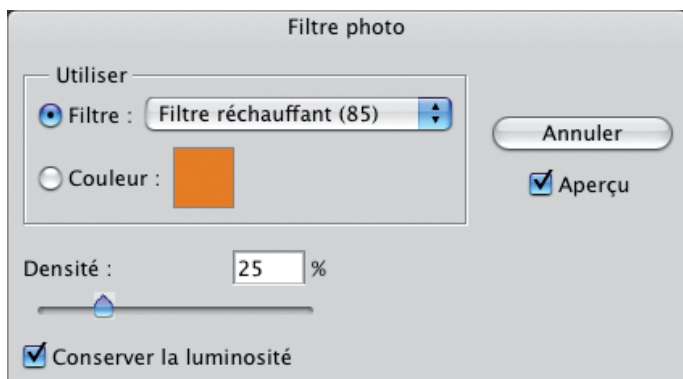 Filtre photo
Utiliser
Filtre : Filtre réchauffant (85)
Couleur :
Annuler
Aperçu
Densité : 25 %
Conserver la luminosité